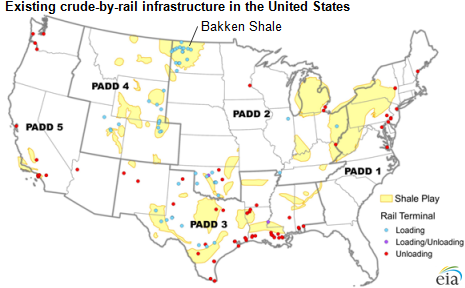 Existing crude-by-rail infrastructure in the United States
Bakken Shale
PADD 4
PADD 5
PADD 2
PADD 1
PADD 3
Shale Play
Rail Terminal
Loading
Loading/Unloading
Unloading
eia